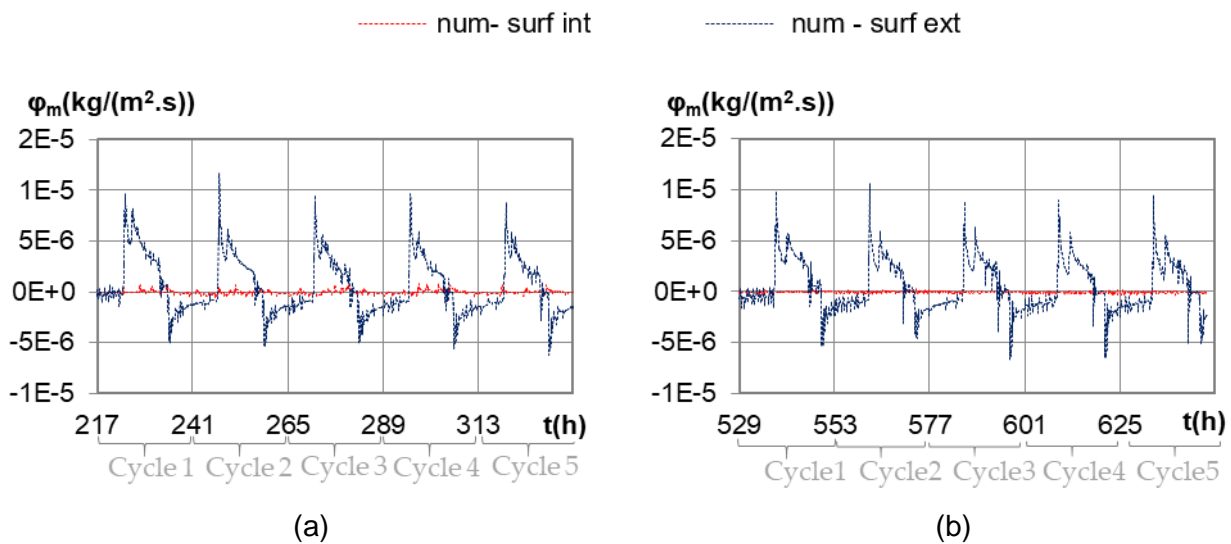 num- surf int num - surf ext
φm(kg/(m².s))
2E-5
1E-5
5E-6
0E+0
-5E-6
-1E-5
217 241 265 289 313 t(h)
Cycle 1 Cycle 2 Cycle 3 Cycle 4 Cycle 5
(a)
φm(kg/(m².s))
2E-5
1E-5
5E-6
0E+0
-5E-6
-1E-5
529 553 577 601 625 t(h)
Cycle1 Cycle2 Cycle3 Cycle4 Cycle5
(b)